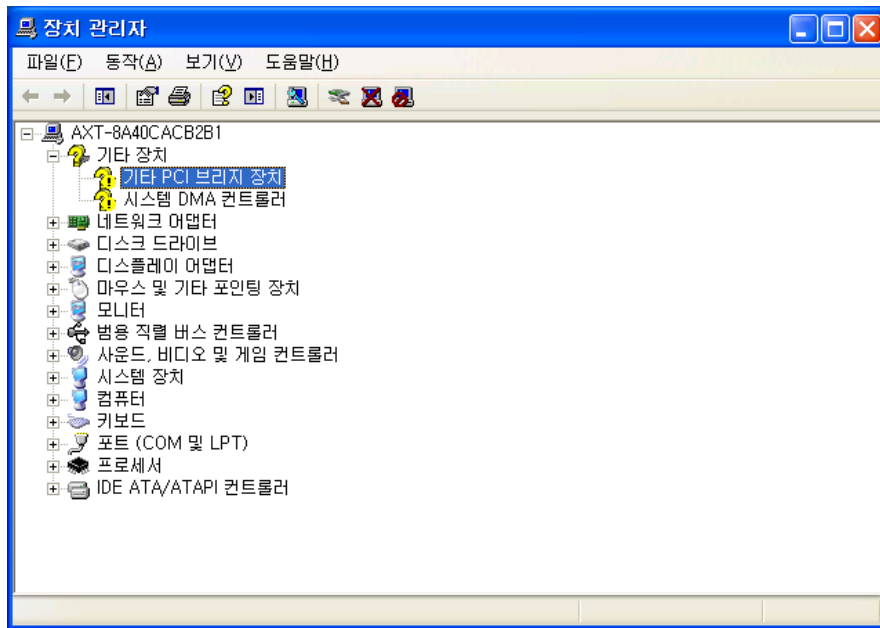 장치 관리자
파일(F) 동작(A) 보기(V) 도움말(H)
AXT-8A40CACB2B1
기타 장치
기타 PCI 브리지 장치
시스템 DMA 컨트롤러
네트워크 어댑터
디스크 드라이브
디스플레이 어댑터
마우스 및 기타 포인팅 장치
모니터
범용 직렬 버스 컨트롤러
사운드, 비디오 및 게임 컨트롤러
시스템 장치
컴퓨터
키보드
포트 (COM 및 LPT)
프로세서
IDE ATA/ATAPI 컨트롤러